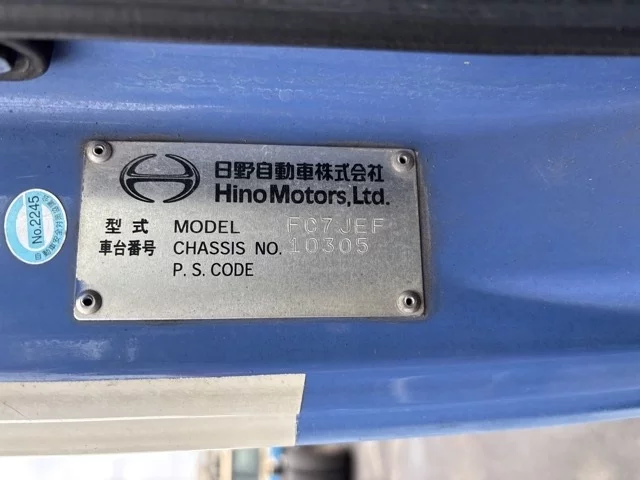 日野自動車株式会社
Hino Motors, Ltd.
型式 MODEL FC7JEF
車台番号 CHASSIS NO. 10305
P. S. CODE
No.2245